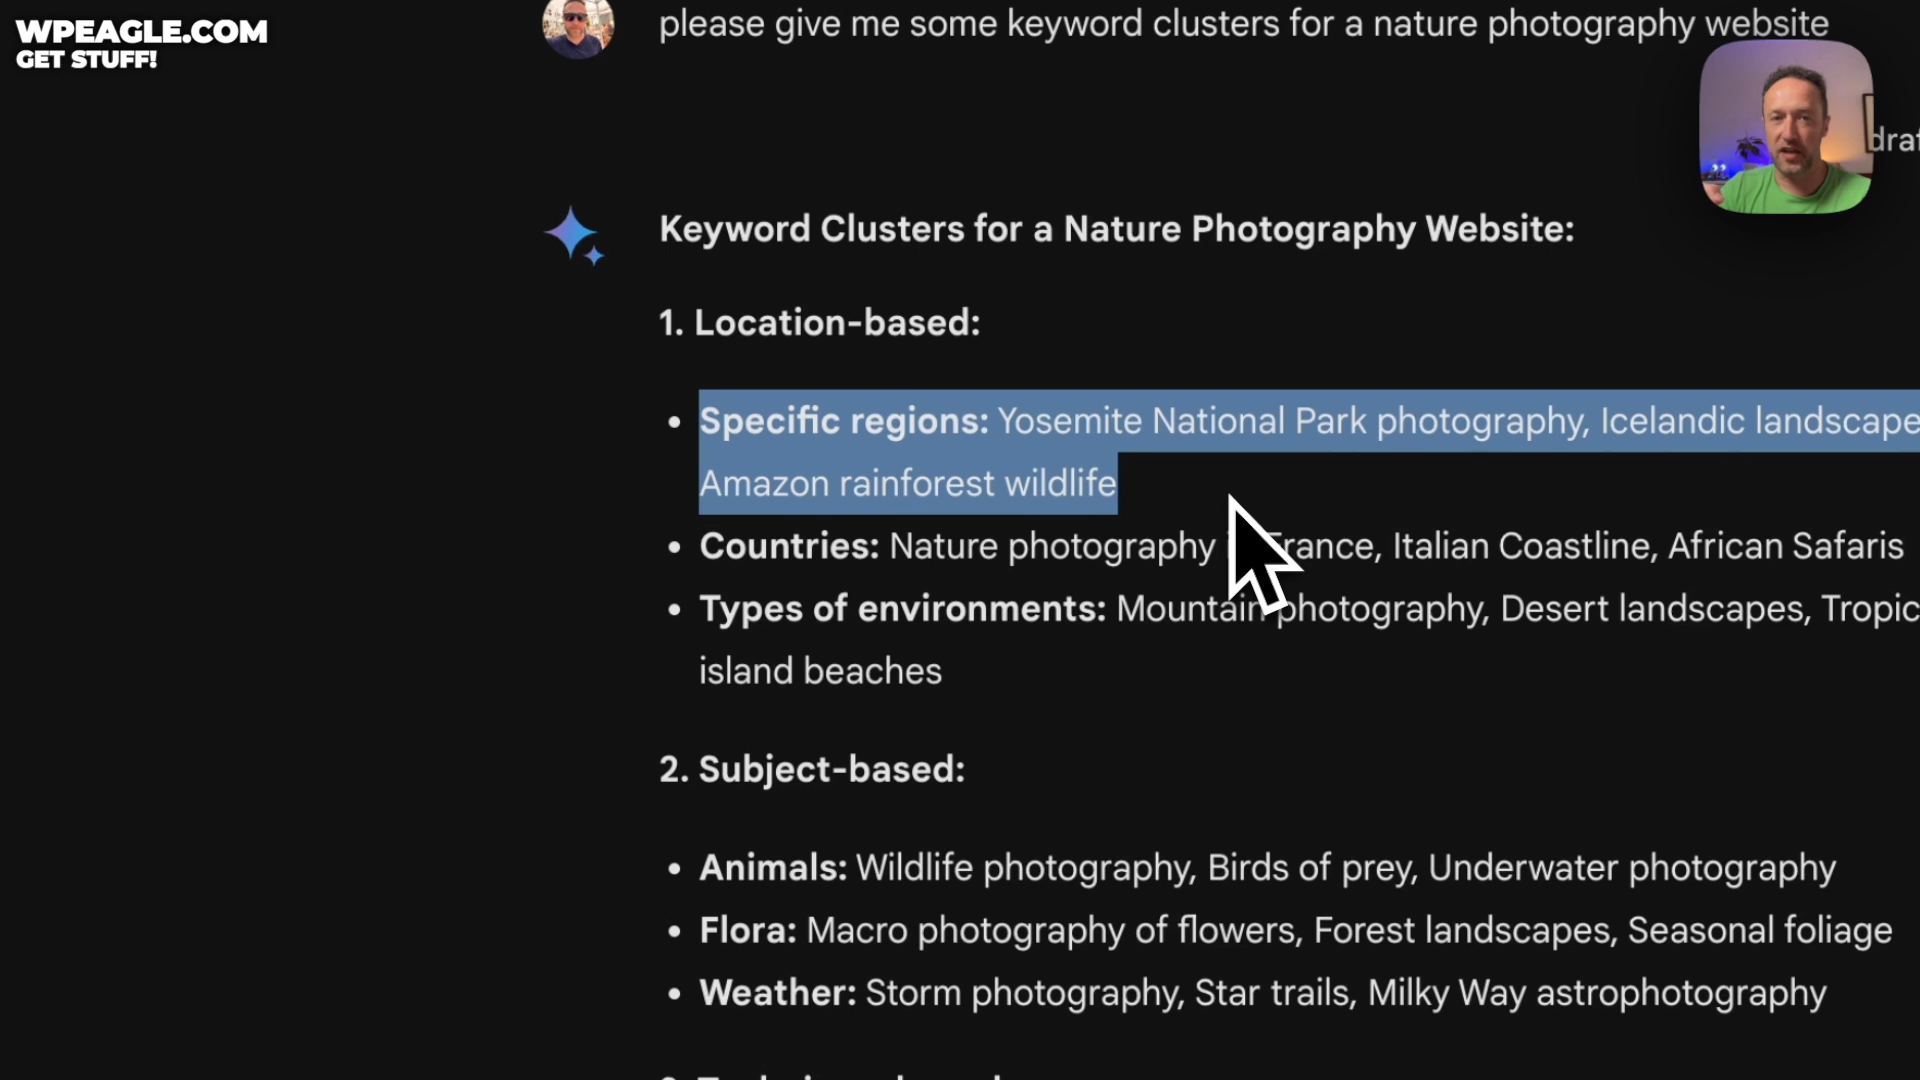 WPEAGLE.COM
GET STUFF!
please give me some keyword clusters for a nature photography website
Keyword Clusters for a Nature Photography Website:
1. Location-based:
• Specific regions: Yosemite National Park photography, Icelandic landscape
Amazon rainforest wildlife
• Countries: Nature photography France, Italian Coastline, African Safaris
• Types of environments: Mountain photography, Desert landscapes,
island beaches
2. Subject-based:
• Animals: Wildlife photography, Birds of prey, Underwater photography
• Flora: Macro photography of flowers, Forest landscapes, Seasonal foliage
• Weather: Storm photography, Star trails, Milky Way astrophotography